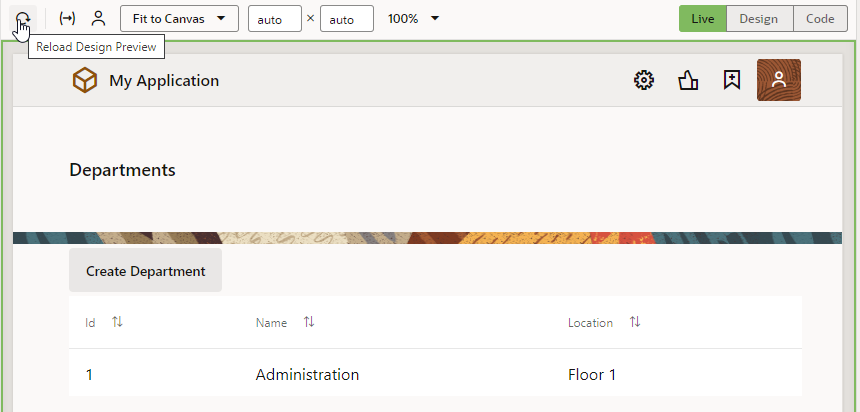 Fit to Canvas auto × auto 100% Live Design Code
Reload Design Preview
My Application
Departments
Create Department
Id Name Location
1 Administration Floor 1